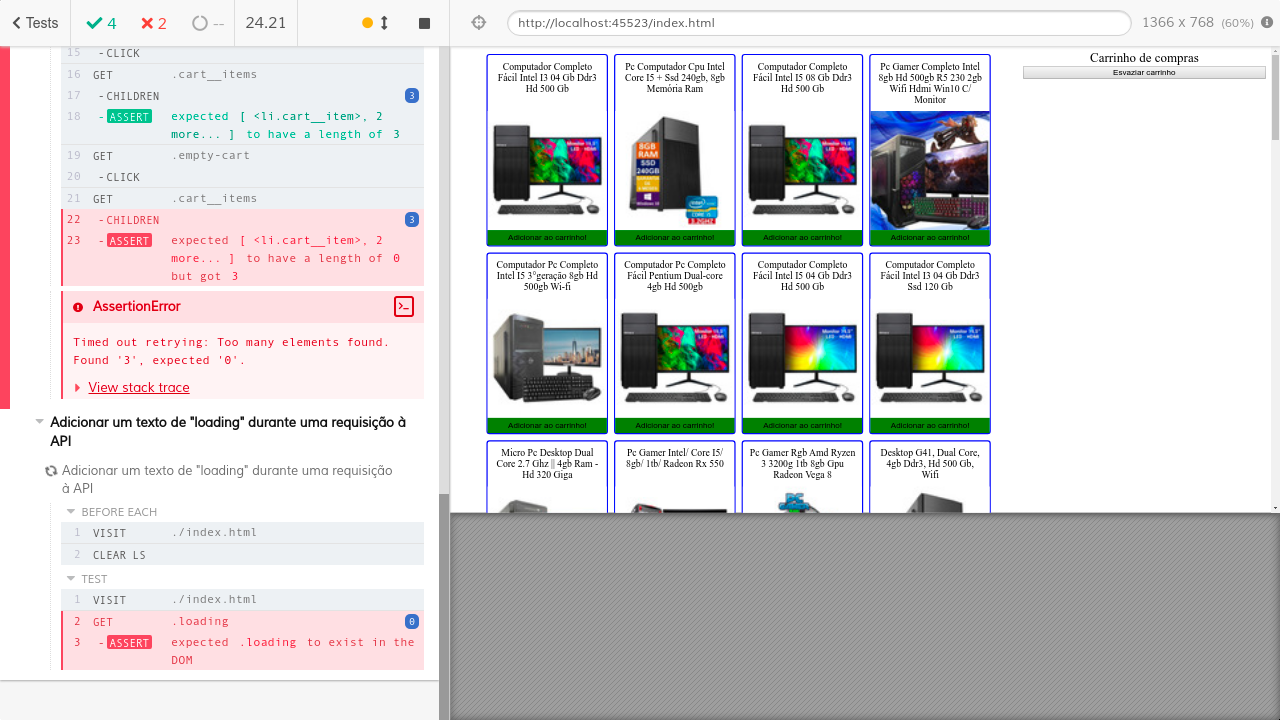 Tests
4
2
--
24.21
http://localhost:45523/index.html
1366 x 768 (60%)
15 -CLICK
16 GET .cart__items
17 -CHILDREN 3
18 -ASSERT expected [ <li.cart__item>, 2
more... ] to have a length of 3
19 GET .empty-cart
20 -CLICK
21 GET .cart__items
22 -CHILDREN 3
23 -ASSERT expected [ <li.cart__item>, 2
more... ] to have a length of 0
but got 3
AssertionError
Timed out retrying: Too many elements found.
Found '3', expected '0'.
View stack trace
Adicionar um texto de "loading" durante uma requisição à
API
Adicionar um texto de "loading" durante uma requisição
à API
BEFORE EACH
1 VISIT ./index.html
2 CLEAR LS
TEST
1 VISIT ./index.html
2 GET .loading 0
3 -ASSERT expected .loading to exist in the
DOM
Computador Completo
Fácil Intel I3 04 Gb Ddr3
Hd 500 Gb
Adicionar ao carrinho!
Pc Computador Cpu Intel
Core I5 + Ssd 240gb, 8gb
Memória Ram
8GB
RAM
SSD
240GB
Adicionar ao carrinho!
Computador Completo
Fácil Intel I5 08 Gb Ddr3
Hd 500 Gb
Adicionar ao carrinho!
Pc Gamer Completo Intel
8gb Hd 500gb R5 230 2gb
Wifi Hdmi Win10 C/
Monitor
Adicionar ao carrinho!
Computador Pc Completo
Intel I5 3°geração 8gb Hd
500gb Wi-fi
Adicionar ao carrinho!
Computador Pc Completo
Fácil Pentium Dual-core
4gb Hd 500gb
Adicionar ao carrinho!
Computador Completo
Fácil Intel I5 04 Gb Ddr3
Hd 500 Gb
Adicionar ao carrinho!
Computador Completo
Fácil Intel I3 04 Gb Ddr3
Ssd 120 Gb
Adicionar ao carrinho!
Micro Pc Desktop Dual
Core 2.7 Ghz || 4gb Ram -
Hd 320 Giga
Pc Gamer Intel/ Core I5/
8gb/ 1tb/ Radeon Rx 550
Pc Gamer Rgb Amd Ryzen
3 3200g 1tb 8gb Gpu
Radeon Vega 8
Desktop G41, Dual Core,
4gb Ddr3, Hd 500 Gb,
Wifi
Carrinho de compras
Esvaziar carrinho